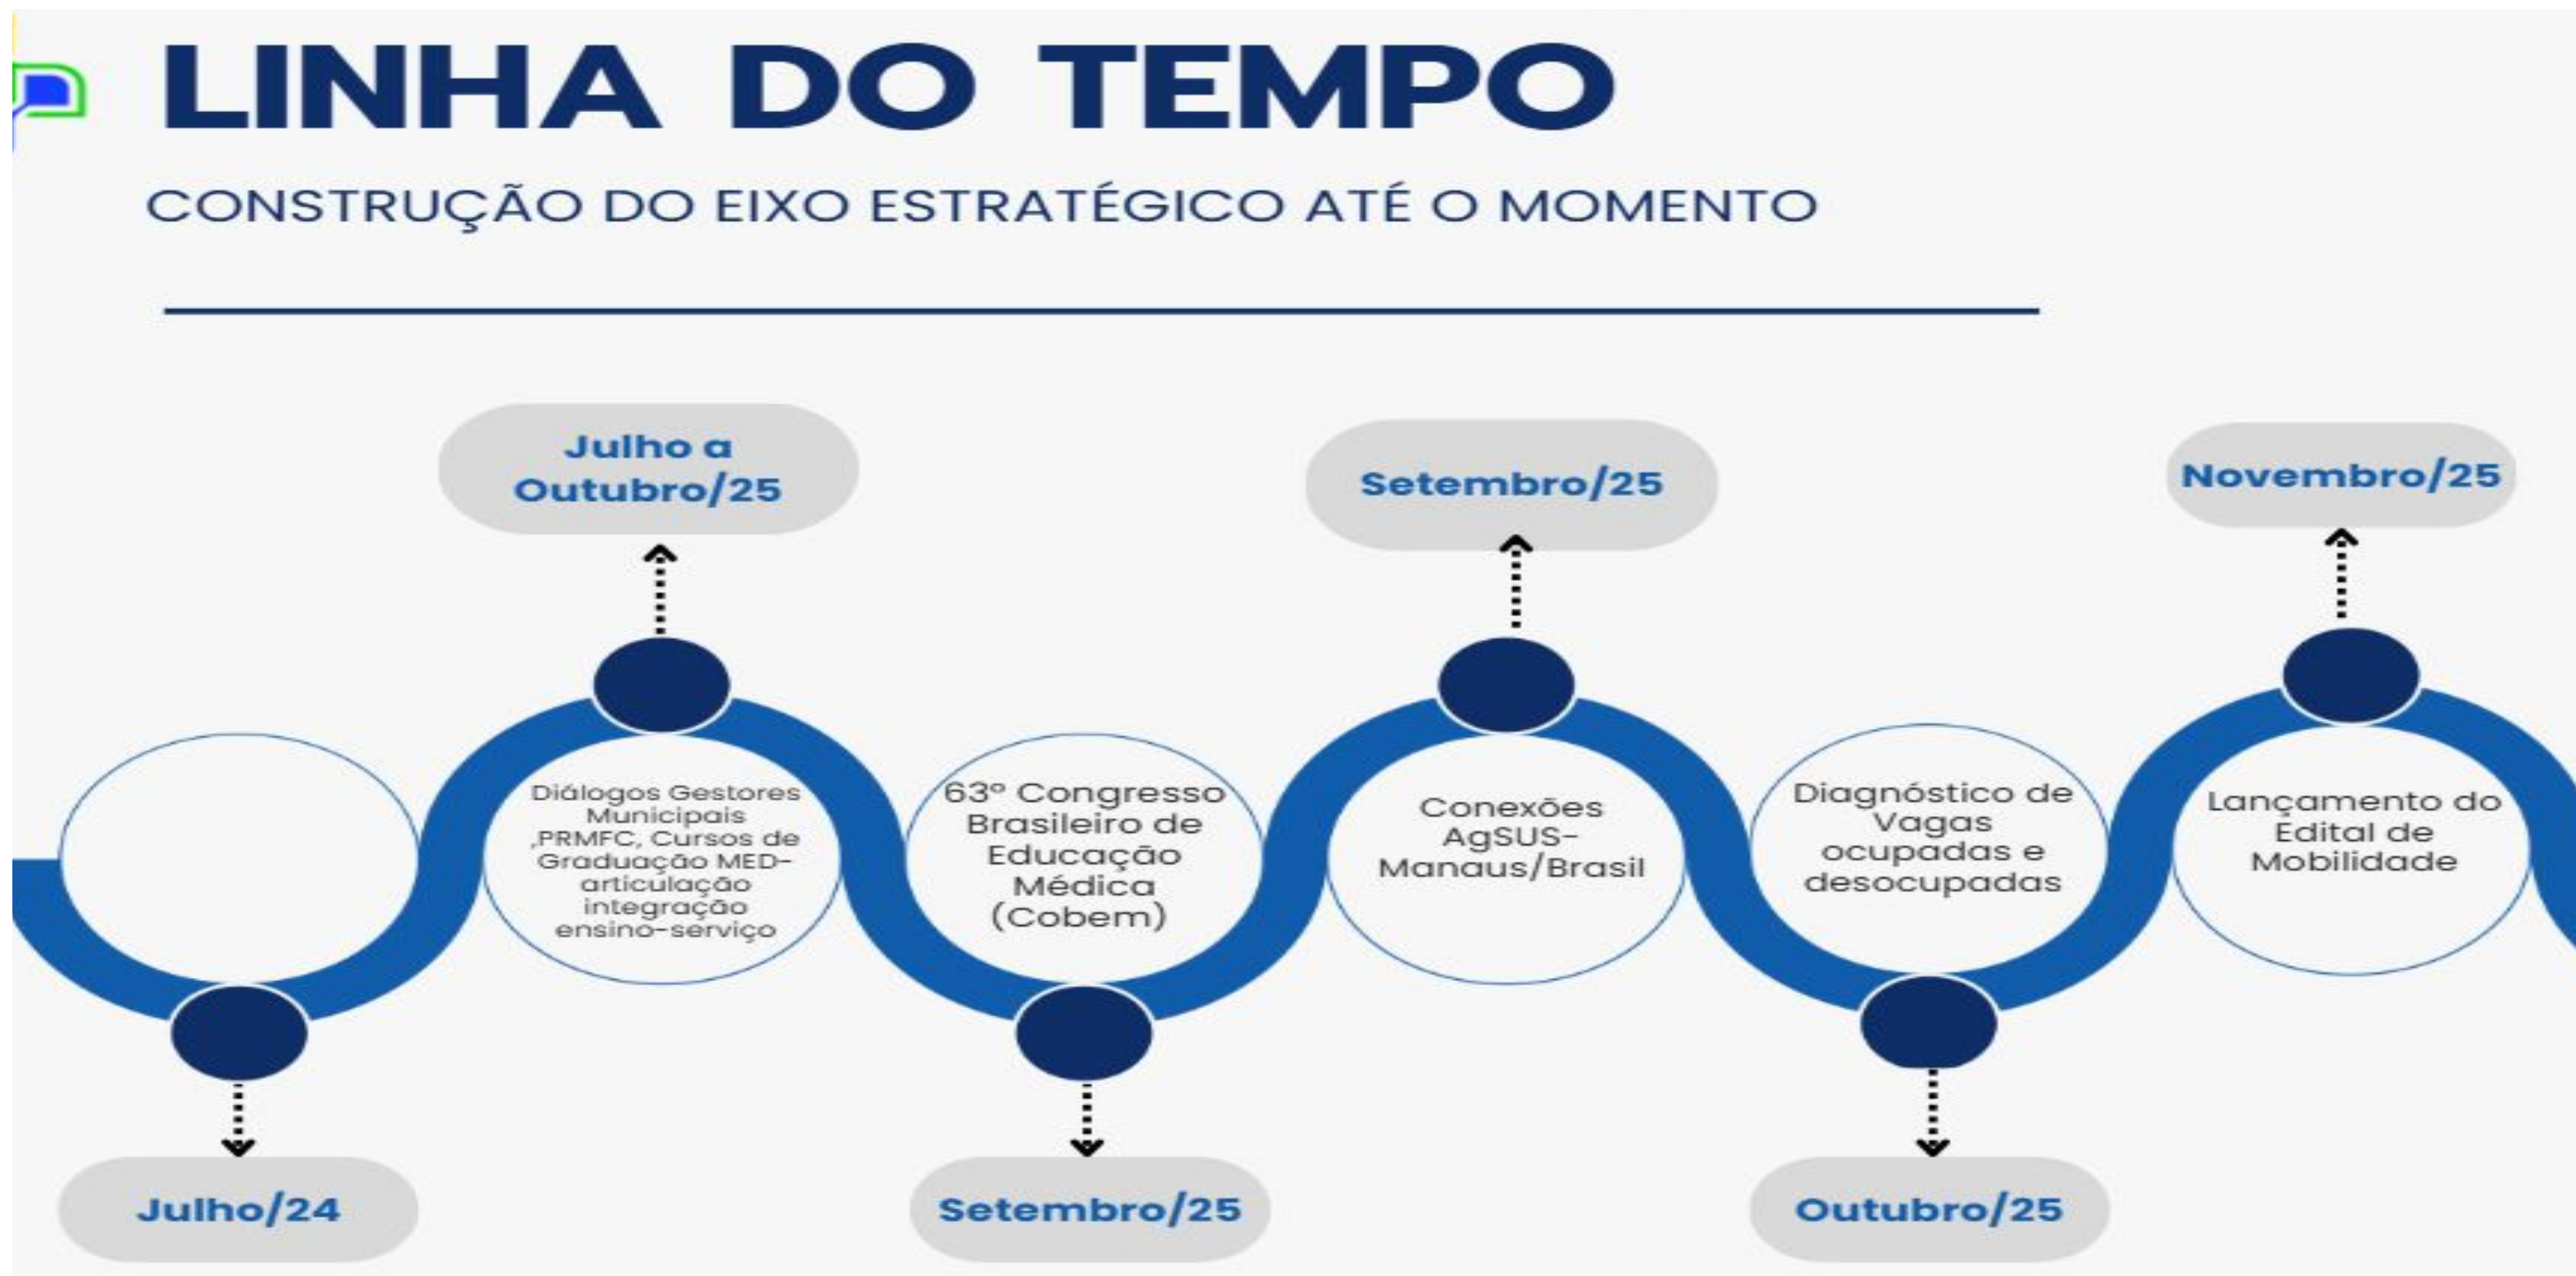 LINHA DO TEMPO
CONSTRUÇÃO DO EIXO ESTRATÉGICO ATÉ O MOMENTO
Julho/24
Julho a
Outubro/25
Diálogos Gestores
Municipais
,PRMFC, Cursos de
Graduação MED-
articulação
integração
ensino-serviço
63º Congresso
Brasileiro de
Educação
Médica
(Cobem)
Setembro/25
Setembro/25
Conexões
AgSUS-
Manaus/Brasil
Diagnóstico de
Vagas
ocupadas e
desocupadas
Outubro/25
Novembro/25
Lançamento do
Edital de
Mobilidade